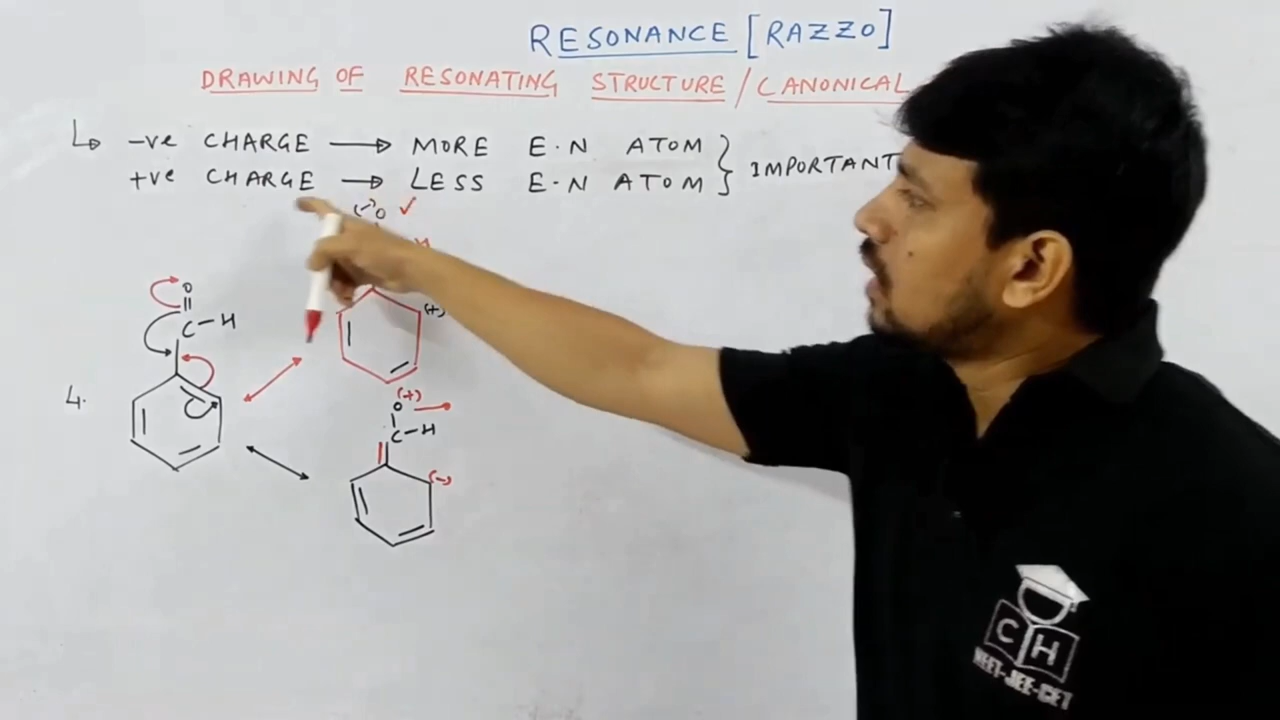 RESONANCE [RAZZO]
DRAWING OF RESONATING STRUCTURE / CANONICAL
-ve CHARGE → MORE E.N ATOM } IMPORTANT
+ve CHARGE → LESS E-N ATOM
(-) O ✓
H
O
C-H
(+)
4.
(+)
O
C-H
(-)
C H
NEET-JEE-CET